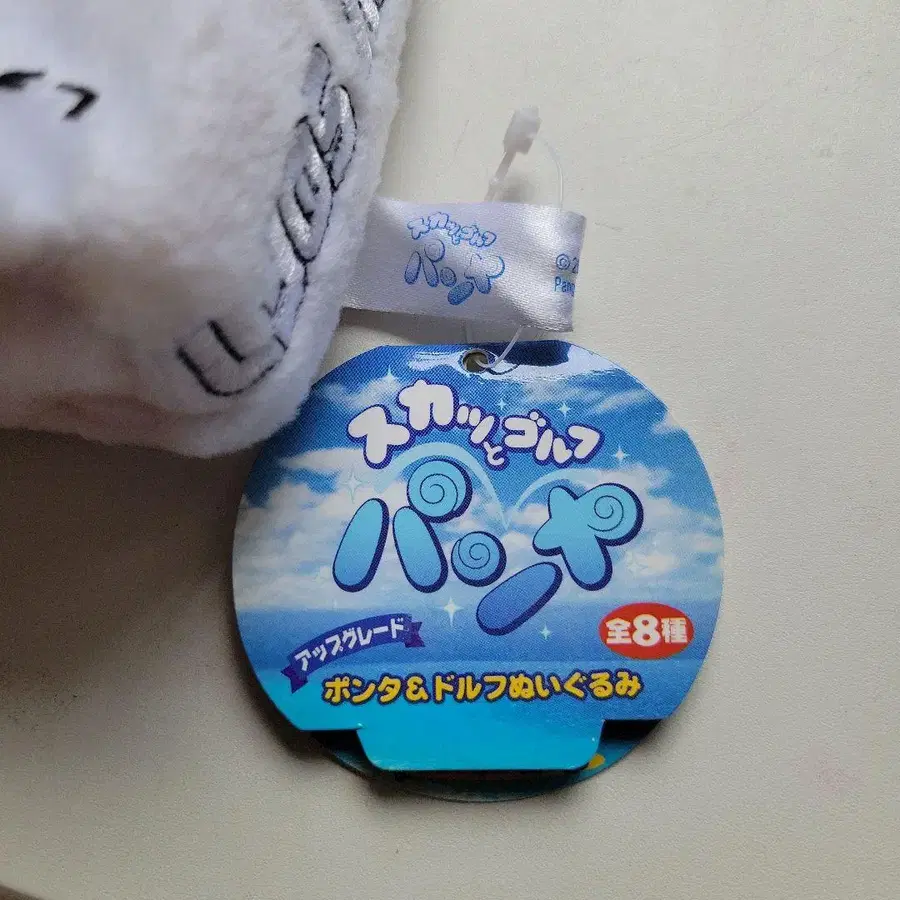 スカッとゴルフ
パンヤ
©
スカッとゴルフ
パンヤ
アップグレード
全8種
ポンタ&ドルフぬいぐるみ